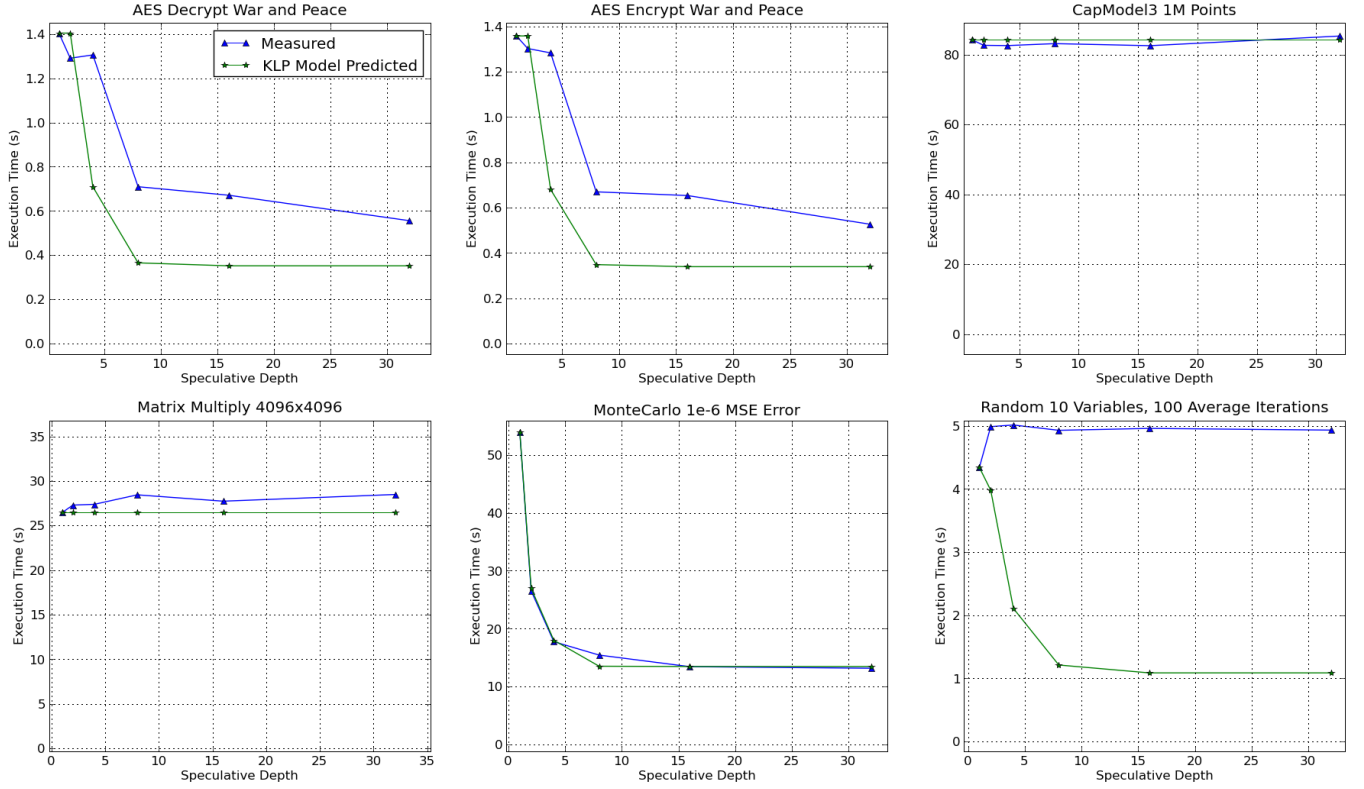 AES Decrypt War and Peace
1.4
1.2
1.0
0.8
0.6
0.4
0.2
0.0
Execution Time (s)
5 10 15 20 25 30
Speculative Depth
Measured
KLP Model Predicted
AES Encrypt War and Peace
1.4
1.2
1.0
0.8
0.6
0.4
0.2
0.0
Execution Time (s)
5 10 15 20 25 30
Speculative Depth
CapModel3 1M Points
80
60
40
20
0
Execution Time (s)
5 10 15 20 25 30
Speculative Depth
Matrix Multiply 4096x4096
35
30
25
20
15
10
5
0
Execution Time (s)
0 5 10 15 20 25 30 35
Speculative Depth
MonteCarlo 1e-6 MSE Error
50
40
30
20
10
0
Execution Time (s)
0 5 10 15 20 25 30
Speculative Depth
Random 10 Variables, 100 Average Iterations
5
4
3
2
1
0
Execution Time (s)
0 5 10 15 20 25 30
Speculative Depth